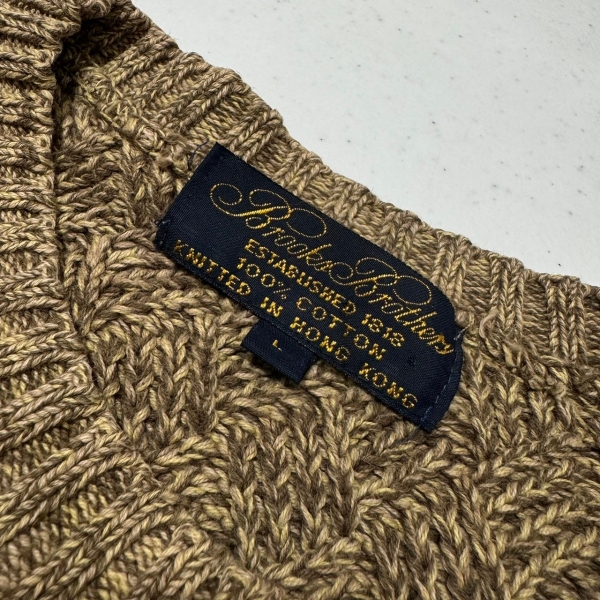 Brooks Brothers
ESTABLISHED 1818
100% COTTON
KNITTED IN HONG KONG
L